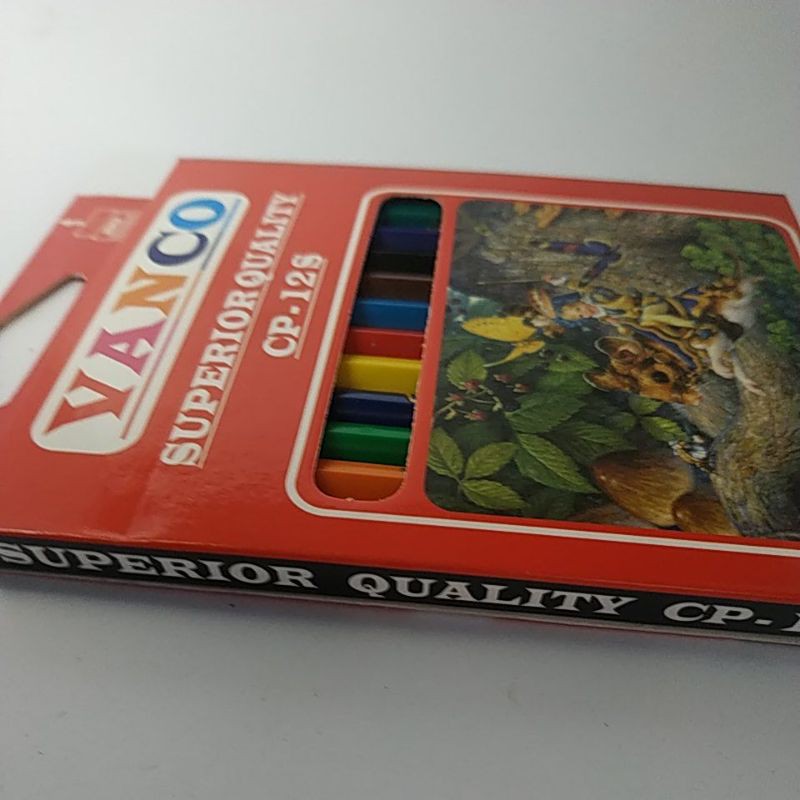 VANCO
SUPERIOR QUALITY
CP-12S
SUPERIOR QUALITY CP-